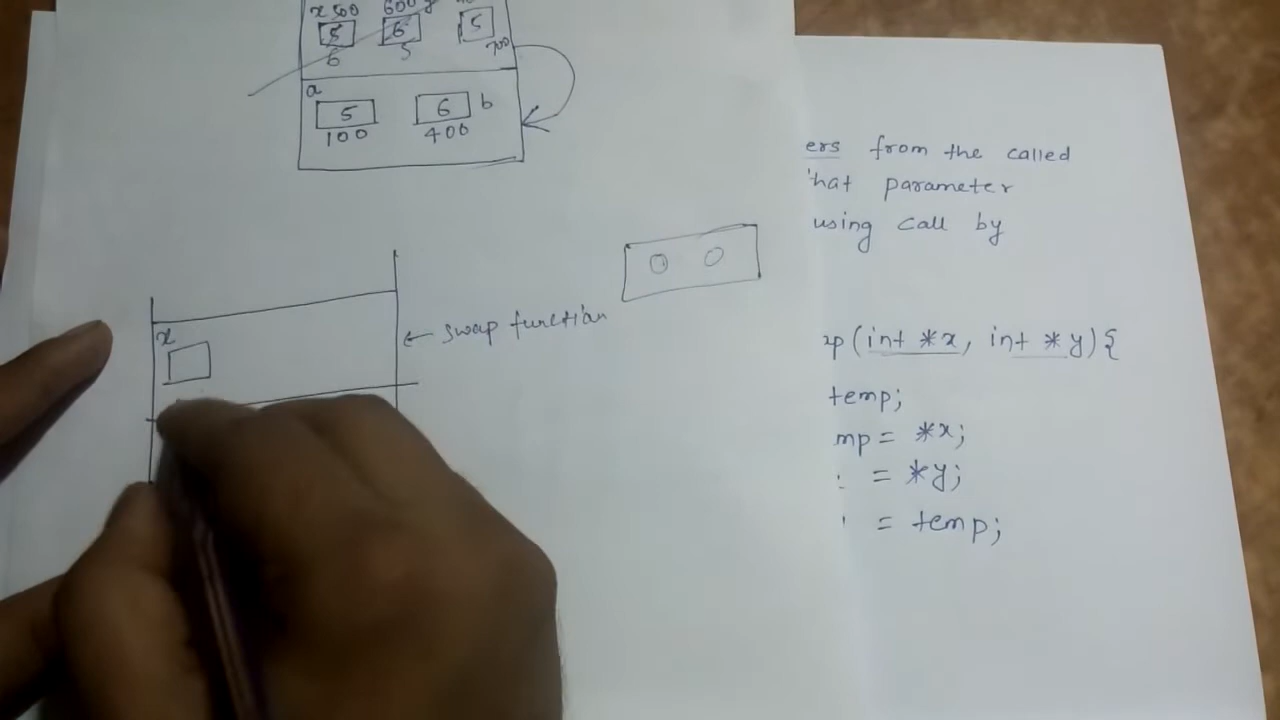 x 500 600 y
5 6 5
6 5 700
a
5 6 b
100 400
ers from the called
hat parameter
using call by
x
← swap function
p(int *x, int *y){
temp;
mp = *x;
= *y;
= temp;